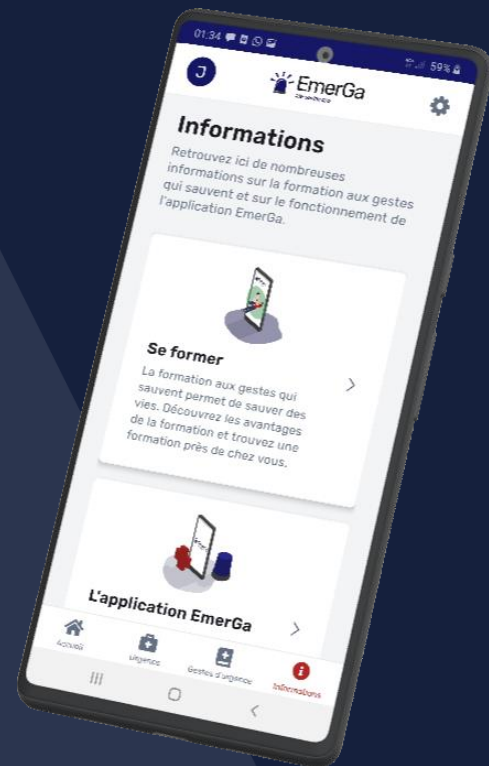 01:34
59%
J
EmerGa
Informations
Retrouvez ici de nombreuses
informations sur la formation aux gestes
qui sauvent et sur le fonctionnement de
l'application EmerGa.
Se former
La formation aux gestes qui
sauvent permet de sauver des
vies. Découvrez les avantages
de la formation et trouvez une
formation près de chez vous.
L'application EmerGa
Accueil
Urgence
Gestes d'urgence
Informations